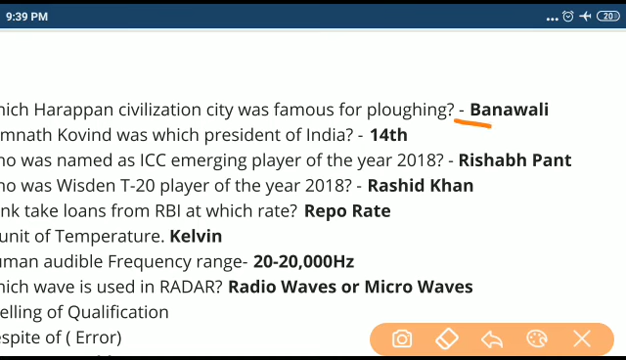 9:39 PM
... 20
hich Harappan civilization city was famous for ploughing? - Banawali
mnath Kovind was which president of India? - 14th
ho was named as ICC emerging player of the year 2018? - Rishabh Pant
ho was Wisden T-20 player of the year 2018? - Rashid Khan
nk take loans from RBI at which rate? Repo Rate
unit of Temperature. Kelvin
uman audible Frequency range- 20-20,000Hz
hich wave is used in RADAR? Radio Waves or Micro Waves
elling of Qualification
espite of ( Error)